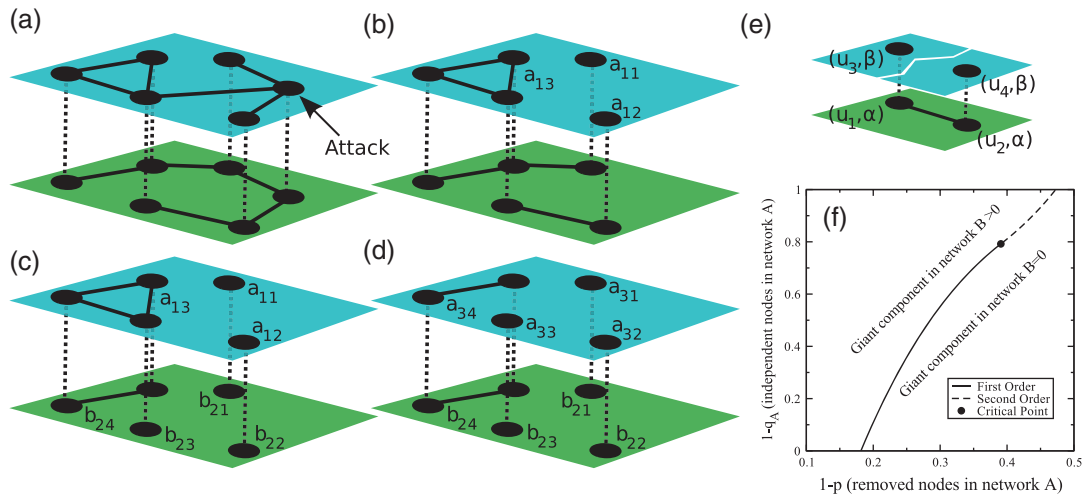 (a)
Attack
(b)
a13
a11
a12
(c)
a13
a11
a12
b21
b24
b23
b22
(d)
a31
a34
a33
a32
b21
b24
b23
b22
(e)
(u3,β)
(u4,β)
(u1,α)
(u2,α)
(f)
1-qA (independent nodes in network A)
1
0.8
0.6
0.4
0.2
0
Giant component in network B >0
Giant component in network B=0
First Order
Second Order
Critical Point
0.1 0.2 0.3 0.4 0.5
1-p (removed nodes in network A)